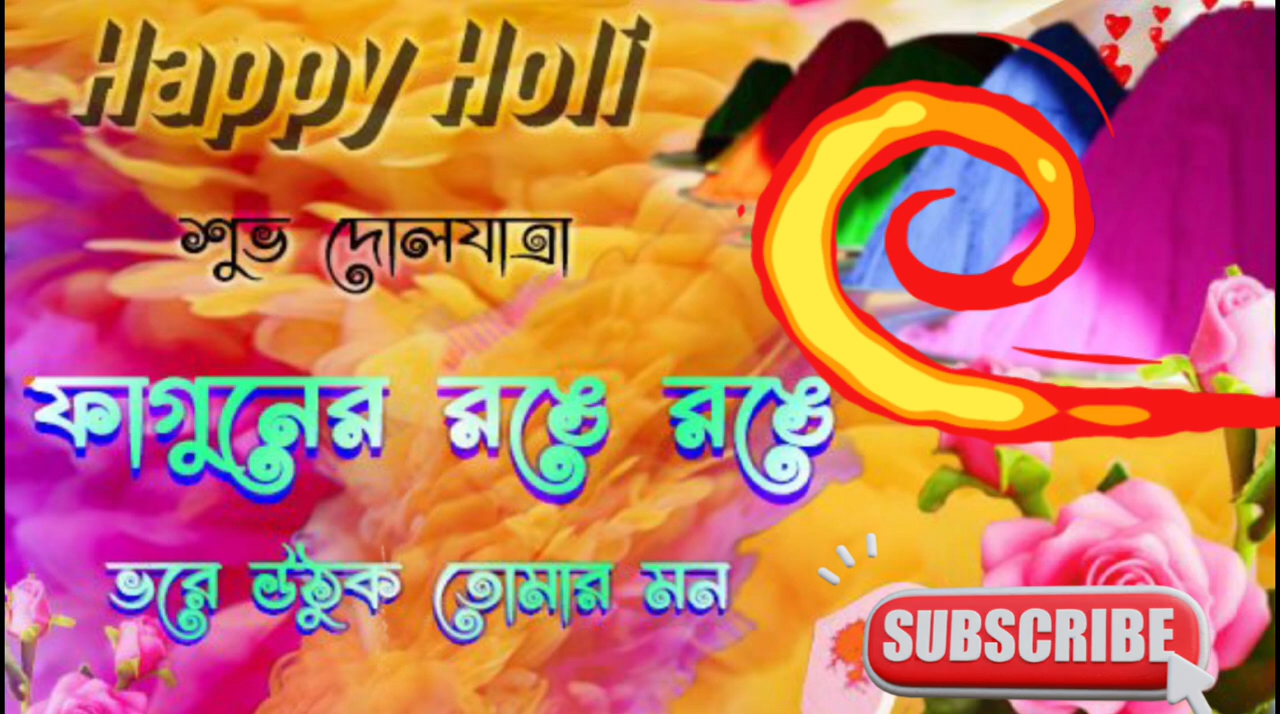 Happy Holi
শুভ দোলযাত্রা
ফাগুনের রঙে রঙে
ভরে উঠুক তোমার মন
SUBSCRIBE